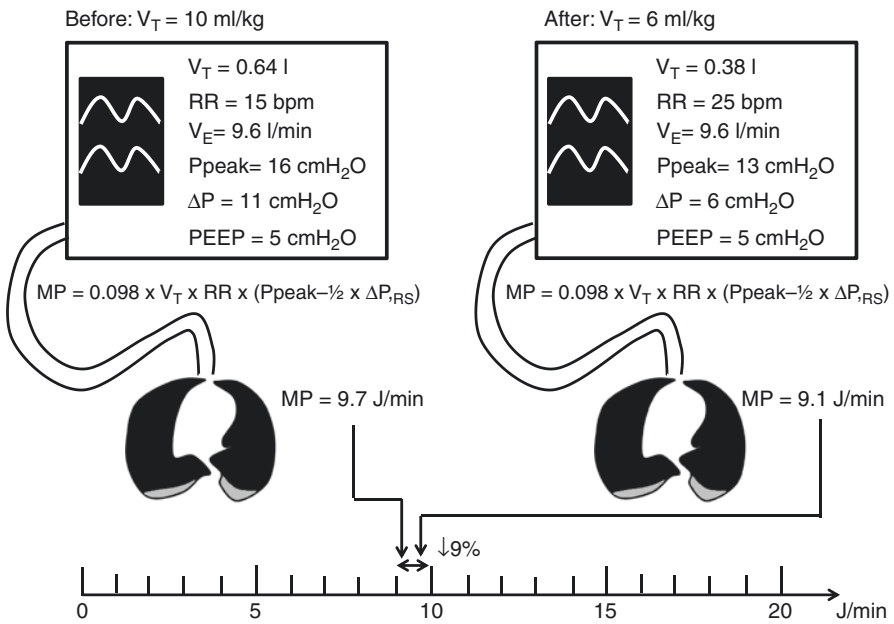 Before: V_T = 10 ml/kg
V_T = 0.64 l
RR = 15 bpm
V_E= 9.6 l/min
Ppeak= 16 cmH₂O
ΔP = 11 cmH₂O
PEEP = 5 cmH₂O
MP = 0.098 x V_T x RR x (Ppeak–½ x ΔP,_RS)
MP = 9.7 J/min
After: V_T = 6 ml/kg
V_T = 0.38 l
RR = 25 bpm
V_E= 9.6 l/min
Ppeak= 13 cmH₂O
ΔP = 6 cmH₂O
PEEP = 5 cmH₂O
MP = 0.098 x V_T x RR x (Ppeak–½ x ΔP,_RS)
MP = 9.1 J/min
↓9%
0 5 10 15 20 J/min